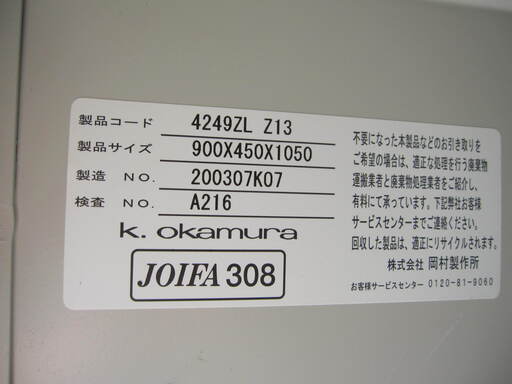 製品コード 4249ZL Z13
製品サイズ 900X450X1050
製造 NO. 200307K07
検査 NO. A216
k. okamura
JOIFA 308
不要になった本製品などのお引き取りを
ご希望の場合は、適正な処理を行う廃棄物
運搬業者と廃棄物処理業者をご紹介し、
有料にて承っています。下記弊社お客様
サービスセンターまでご連絡ください。
回収した製品は、適正にリサイクルされます。
株式会社 岡村製作所
お客様サービスセンター 0120-81-9060